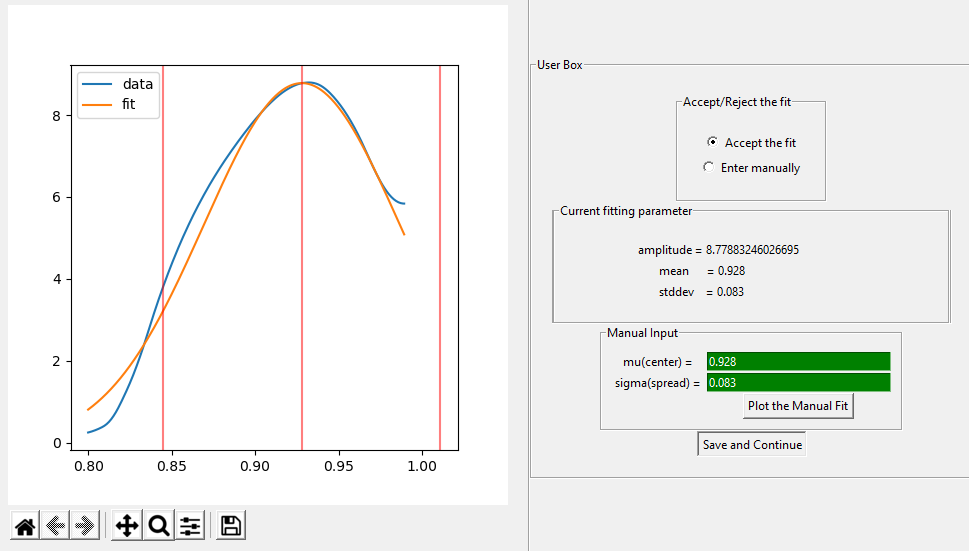 data
fit
8
6
4
2
0
0.80 0.85 0.90 0.95 1.00
User Box
Accept/Reject the fit
Accept the fit
Enter manually
Current fitting parameter
amplitude = 8.77883246026695
mean = 0.928
stddev = 0.083
Manual Input
mu(center) = 0.928
sigma(spread) = 0.083
Plot the Manual Fit
Save and Continue